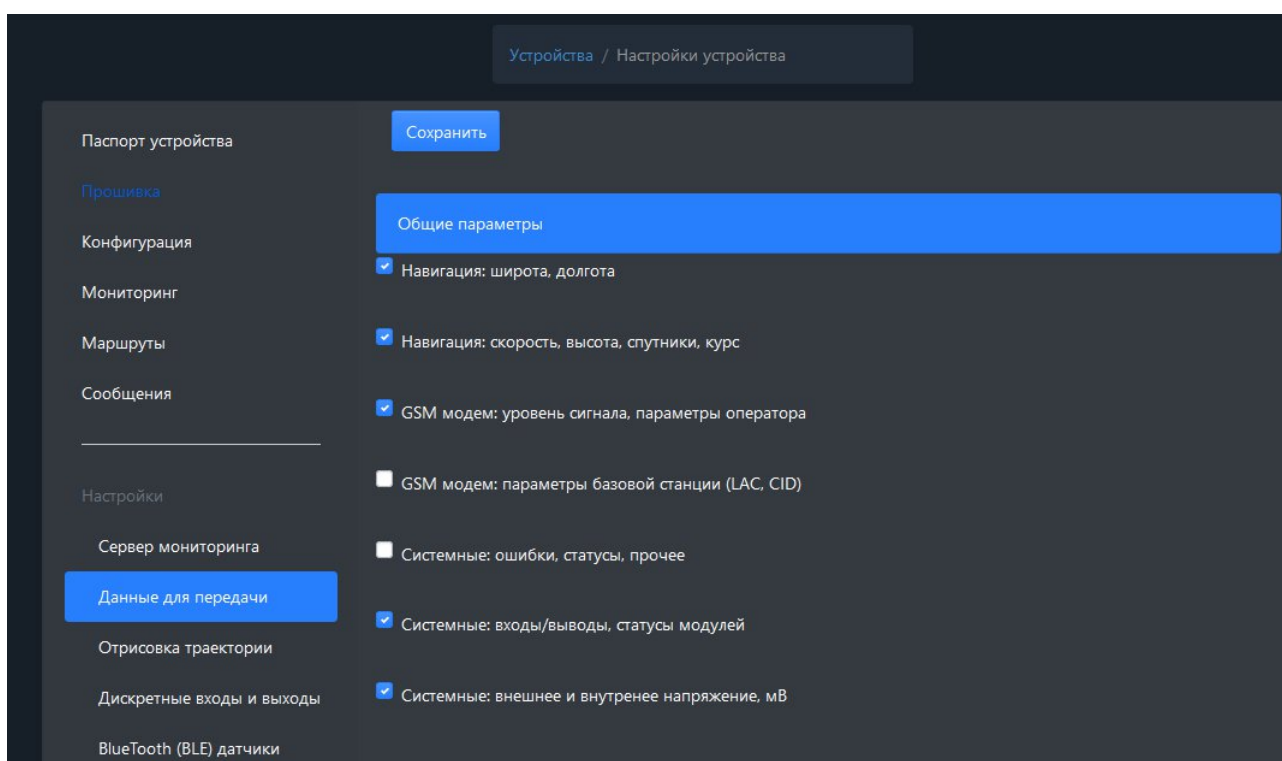 Устройства / Настройки устройства
Паспорт устройства
Прошивка
Конфигурация
Мониторинг
Маршруты
Сообщения
Настройки
Сервер мониторинга
Данные для передачи
Отрисовка траектории
Дискретные входы и выходы
BlueTooth (BLE) датчики
Сохранить
Общие параметры
Навигация: широта, долгота
Навигация: скорость, высота, спутники, курс
GSM модем: уровень сигнала, параметры оператора
GSM модем: параметры базовой станции (LAC, CID)
Системные: ошибки, статусы, прочее
Системные: входы/выводы, статусы модулей
Системные: внешнее и внутренее напряжение, мВ